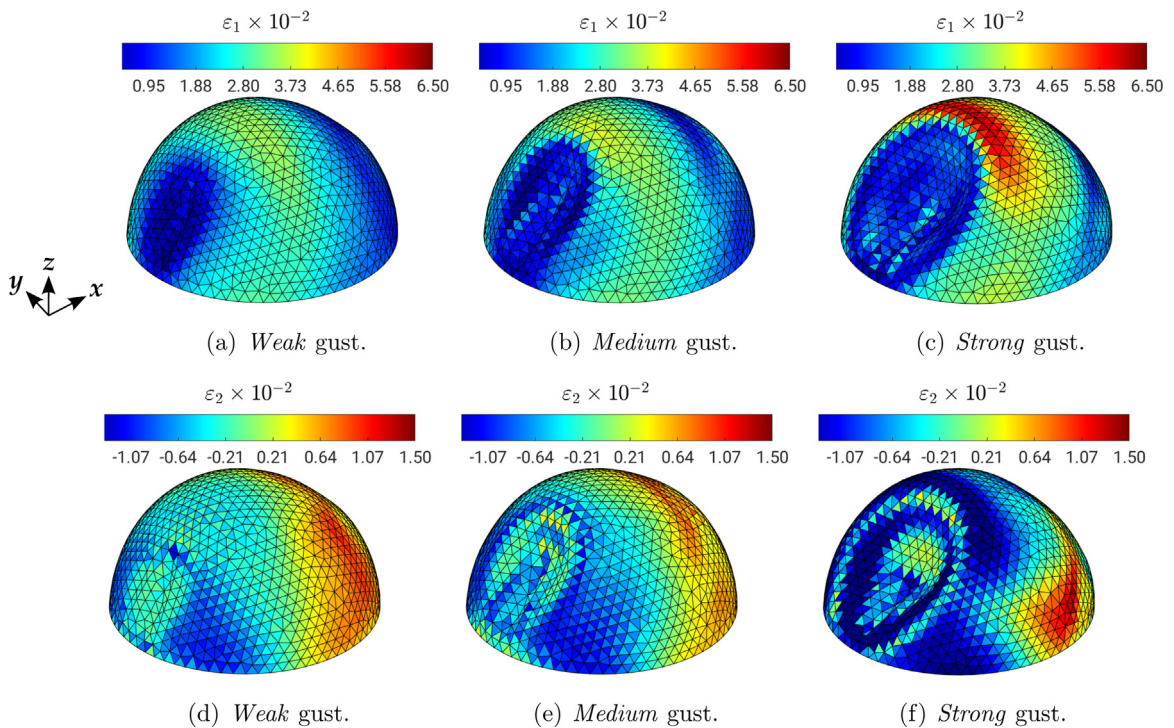 ε₁ × 10⁻² ε₁ × 10⁻² ε₁ × 10⁻²
0.95 1.88 2.80 3.73 4.65 5.58 6.50 0.95 1.88 2.80 3.73 4.65 5.58 6.50 0.95 1.88 2.80 3.73 4.65 5.58 6.50
y z x
(a) Weak gust. (b) Medium gust. (c) Strong gust.
ε₂ × 10⁻² ε₂ × 10⁻² ε₂ × 10⁻²
-1.07 -0.64 -0.21 0.21 0.64 1.07 1.50 -1.07 -0.64 -0.21 0.21 0.64 1.07 1.50 -1.07 -0.64 -0.21 0.21 0.64 1.07 1.50
(d) Weak gust. (e) Medium gust. (f) Strong gust.